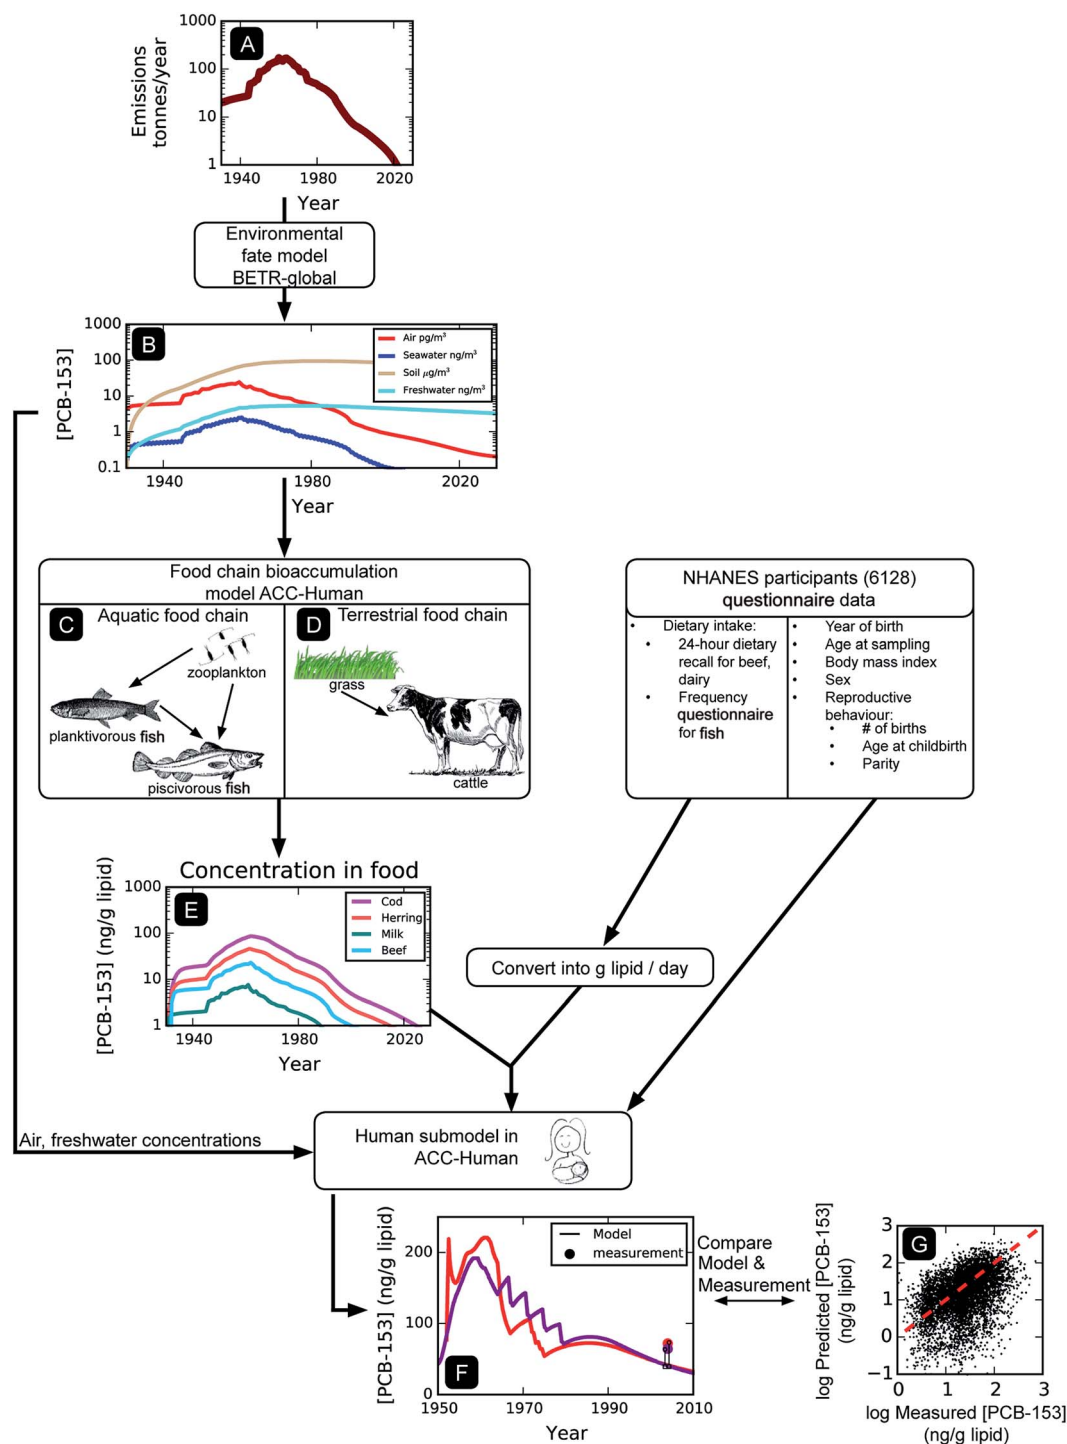 A
Emissions
tonnes/year
1000
100
10
1
1940
1980
2020
Year
Environmental
fate model
BETR-global
B
[PCB-153]
1000
100
10
1
0.1
Air pg/m³
Seawater ng/m³
Soil µg/m³
Freshwater ng/m³
1940
1980
2020
Year
Food chain bioaccumulation
model ACC-Human
C
Aquatic food chain
zooplankton
planktivorous fish
piscivorous fish
D
Terrestrial food chain
grass
cattle
NHANES participants (6128)
questionnaire data
• Dietary intake:
• 24-hour dietary
recall for beef,
dairy
• Frequency
questionnaire
for fish
• Year of birth
• Age at sampling
• Body mass index
• Sex
• Reproductive
behaviour:
• # of births
• Age at childbirth
• Parity
Concentration in food
E
[PCB-153] (ng/g lipid)
1000
100
10
1
Cod
Herring
Milk
Beef
1940
1980
2020
Year
Convert into g lipid / day
Air, freshwater concentrations
Human submodel in
ACC-Human
F
[PCB-153] (ng/g lipid)
200
100
0
Model
measurement
1950
1970
1990
2010
Year
Compare
Model &
Measurement
G
log Predicted [PCB-153]
(ng/g lipid)
3
2
1
0
−1
0
1
2
3
log Measured [PCB-153]
(ng/g lipid)